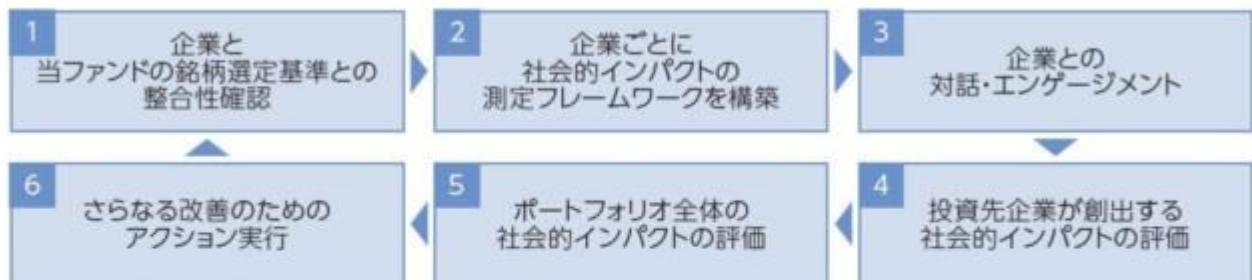 1
企業と
当ファンドの銘柄選定基準との
整合性確認
2
企業ごとに
社会的インパクトの
測定フレームワークを構築
3
企業との
対話・エンゲージメント
4
投資先企業が創出する
社会的インパクトの評価
5
ポートフォリオ全体の
社会的インパクトの評価
6
さらなる改善のための
アクション実行